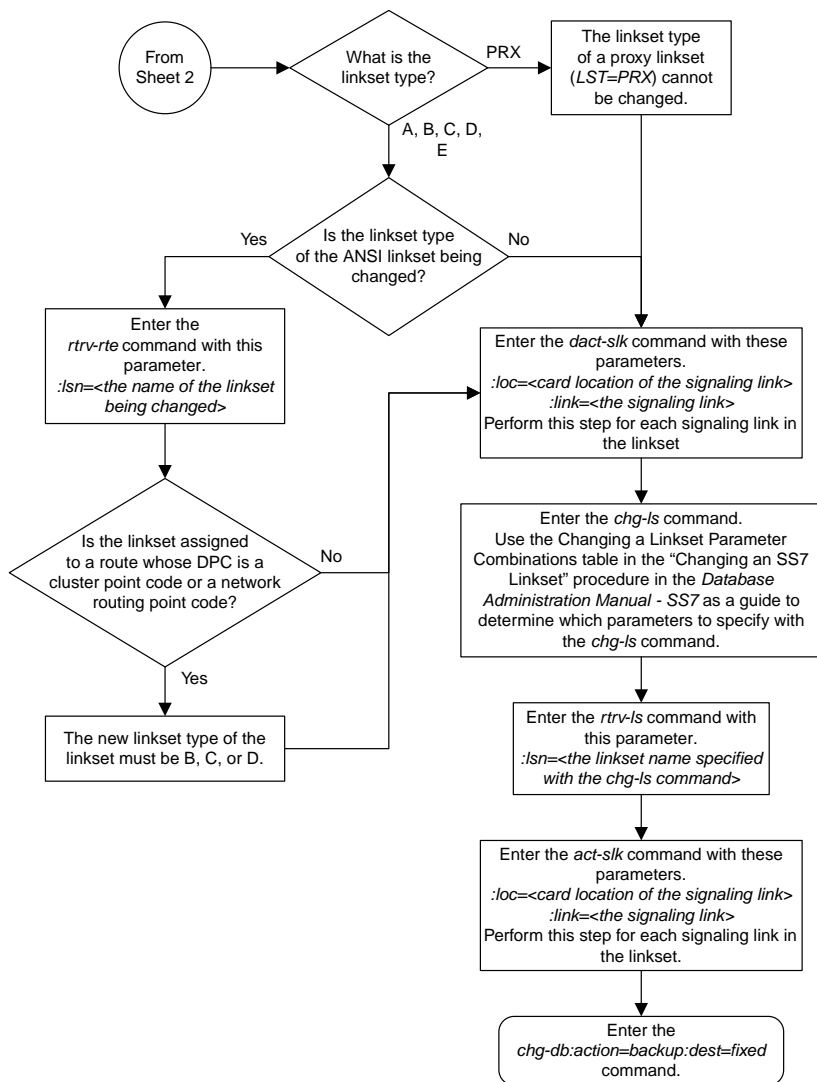 From
Sheet 2
What is the
linkset type?
PRX
The linkset type
of a proxy linkset
(LST=PRX) cannot
be changed.
A, B, C, D,
E
Yes
Is the linkset type
of the ANSI linkset being
changed?
No
Enter the
rtrv-rte command with this
parameter.
:lsn=<the name of the linkset
being changed>
Enter the dact-slk command with these
parameters.
:loc=<card location of the signaling link>
:link=<the signaling link>
Perform this step for each signaling link in
the linkset
Is the linkset assigned
to a route whose DPC is a
cluster point code or a network
routing point code?
No
Yes
Enter the chg-ls command.
Use the Changing a Linkset Parameter
Combinations table in the “Changing an SS7
Linkset” procedure in the Database
Administration Manual - SS7 as a guide to
determine which parameters to specify with
the chg-ls command.
The new linkset type of the
linkset must be B, C, or D.
Enter the rtrv-ls command with
this parameter.
:lsn=<the linkset name specified
with the chg-ls command>
Enter the act-slk command with these
parameters.
:loc=<card location of the signaling link>
:link=<the signaling link>
Perform this step for each signaling link in
the linkset.
Enter the
chg-db:action=backup:dest=fixed
command.